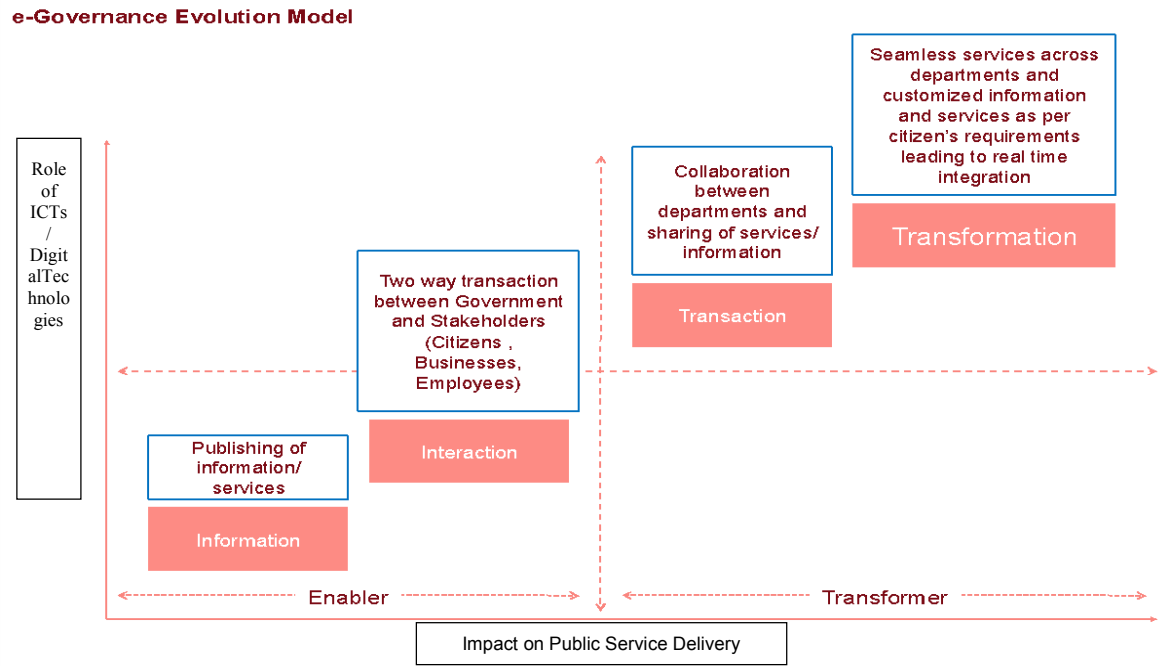 e-Governance Evolution Model
Role
of
ICTs
/
Digit
alTec
hnolo
gies
Publishing of
information/
services
Information
Two way transaction
between Government
and Stakeholders
(Citizens ,
Businesses,
Employees)
Interaction
Collaboration
between
departments and
sharing of services/
information
Transaction
Seamless services across
departments and
customized information
and services as per
citizen's requirements
leading to real time
integration
Transformation
Enabler
Transformer
Impact on Public Service Delivery